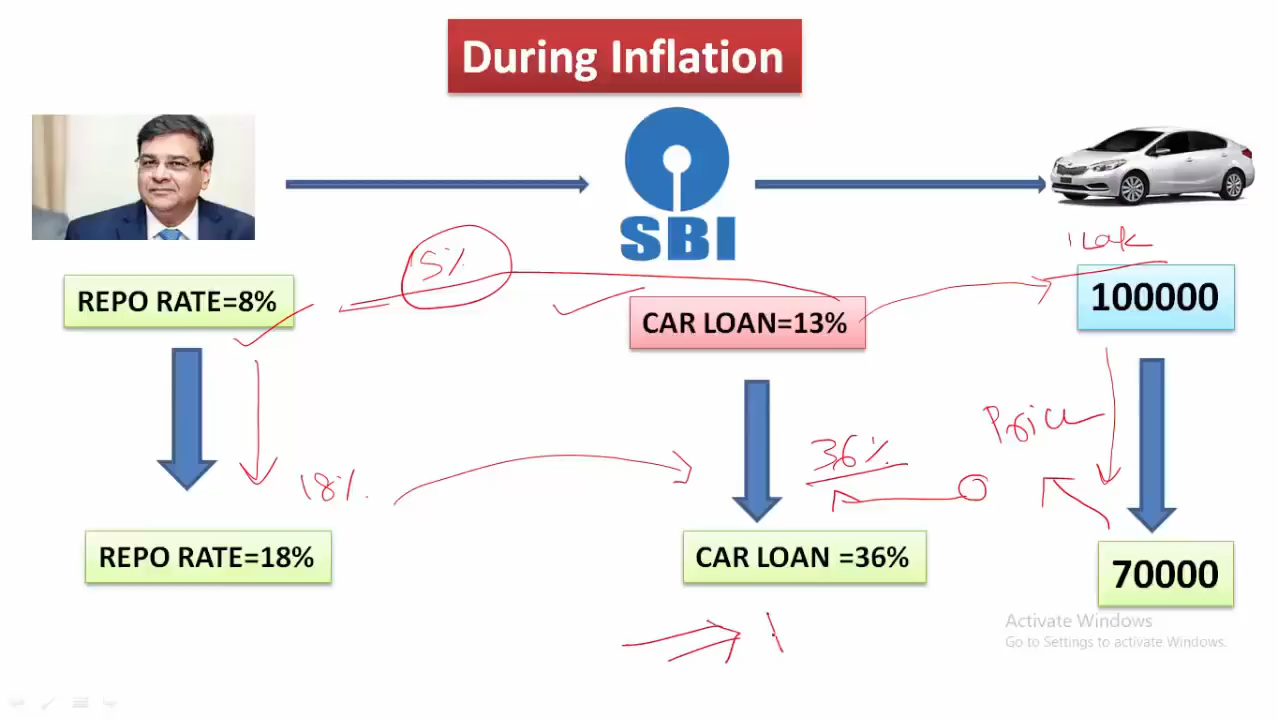 During Inflation
SBI
15%
1 Lak
REPO RATE=8%
CAR LOAN=13%
100000
Price
36%
18%
REPO RATE=18%
CAR LOAN =36%
70000
Activate Windows
Go to Settings to activate Windows.